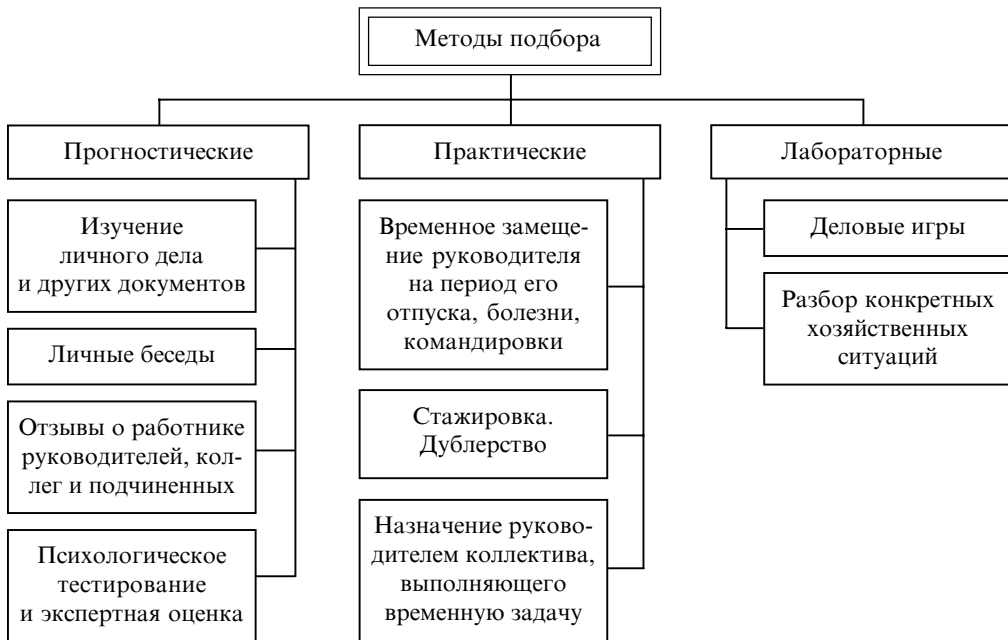 Методы подбора
Прогностические
Изучение
личного дела
и других документов
Личные беседы
Отзывы о работнике
руководителей, кол-
лег и подчиненных
Психологическое
тестирование
и экспертная оценка
Практические
Временное замеще-
ние руководителя
на период его
отпуска, болезни,
командировки
Стажировка.
Дублерство
Назначение руково-
дителем коллектива,
выполняющего
временную задачу
Лабораторные
Деловые игры
Разбор конкретных
хозяйственных
ситуаций